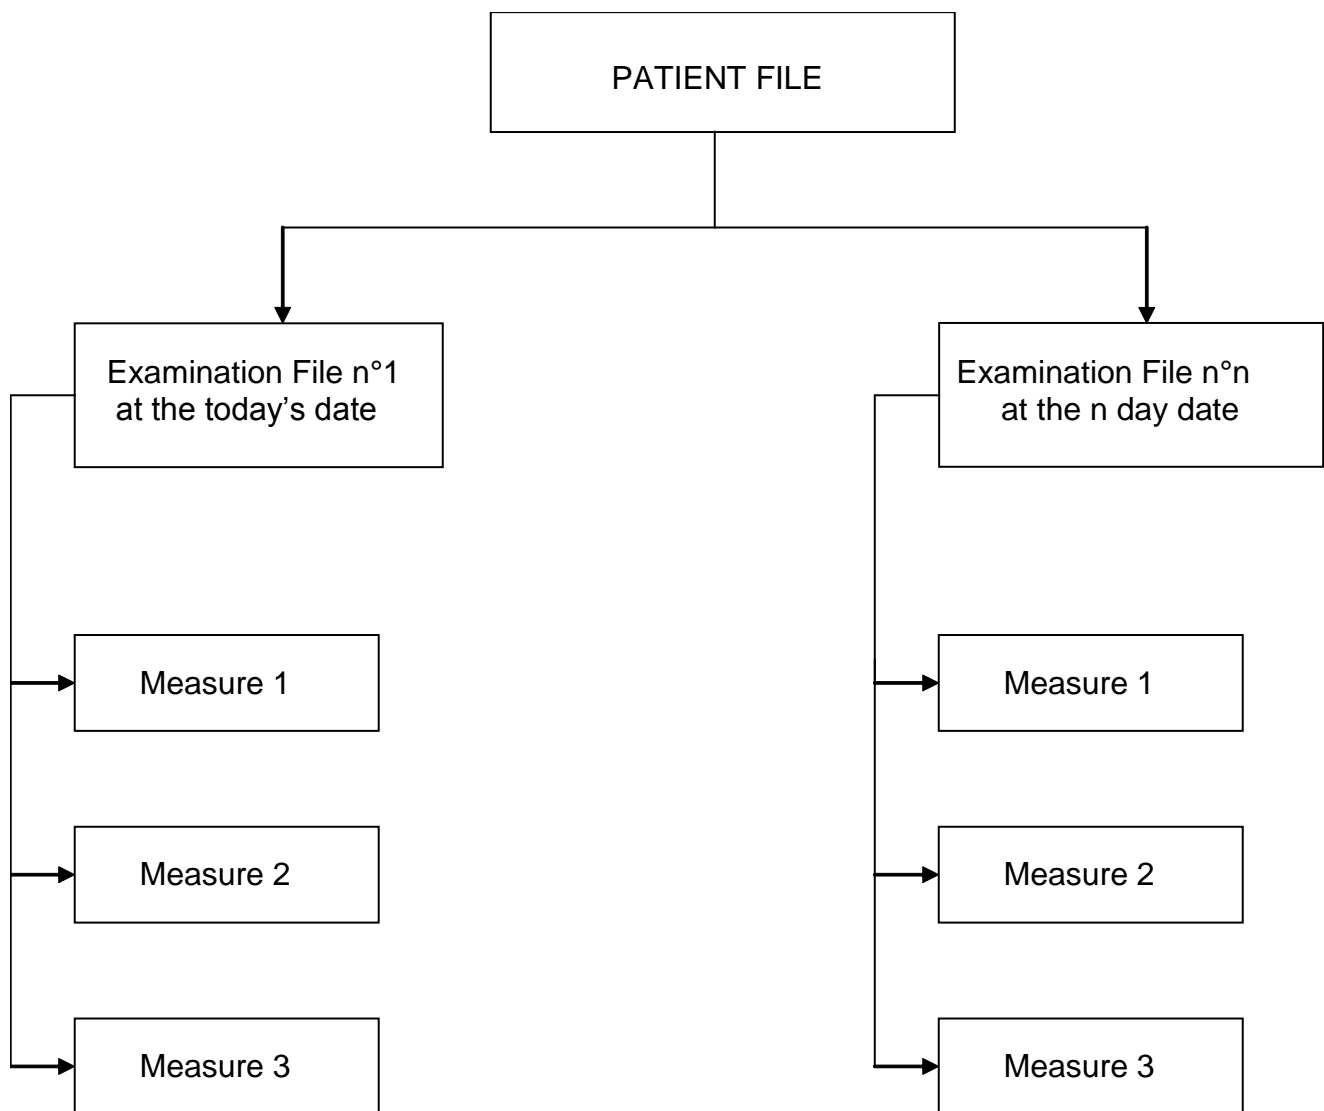 PATIENT FILE
Examination File n°1
at the today’s date
Measure 1
Measure 2
Measure 3
Examination File n°n
at the n day date
Measure 1
Measure 2
Measure 3